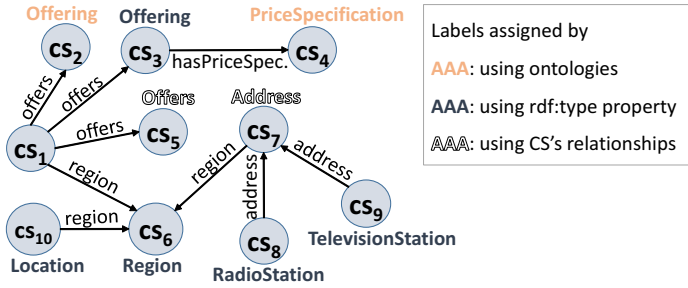 Offering
Offering
PriceSpecification
CS2
CS3
CS4
hasPriceSpec.
offers
offers
Offers
Address
offers
CS5
CS7
CS1
region
region
address
address
CS9
CS10
region
CS6
CS8
TelevisionStation
Location
Region
RadioStation
Labels assigned by
AAA: using ontologies
AAA: using rdf:type property
AAA: using CS's relationships